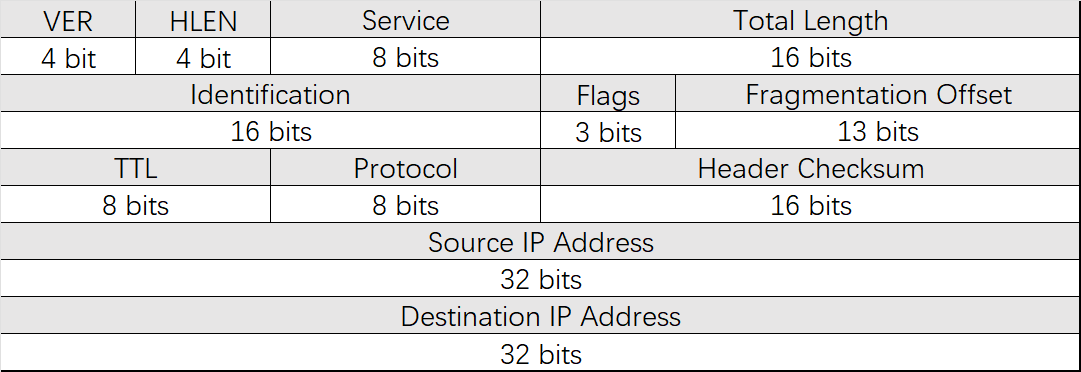 VER HLEN Service Total Length
4 bit 4 bit 8 bits 16 bits
Identification Flags Fragmentation Offset
16 bits 3 bits 13 bits
TTL Protocol Header Checksum
8 bits 8 bits 16 bits
Source IP Address
32 bits
Destination IP Address
32 bits